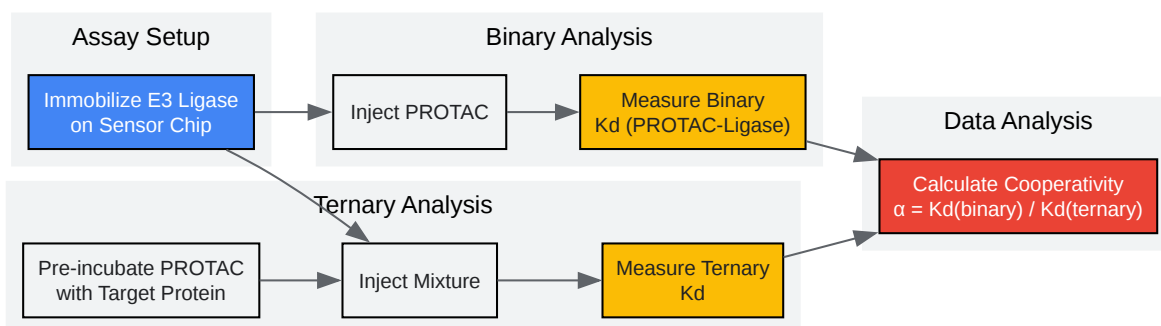 Assay Setup
Immobilize E3 Ligase
on Sensor Chip
Binary Analysis
Inject PROTAC
Measure Binary
Kd (PROTAC-Ligase)
Ternary Analysis
Pre-incubate PROTAC
with Target Protein
Inject Mixture
Measure Ternary
Kd
Data Analysis
Calculate Cooperativity
α = Kd(binary) / Kd(ternary)